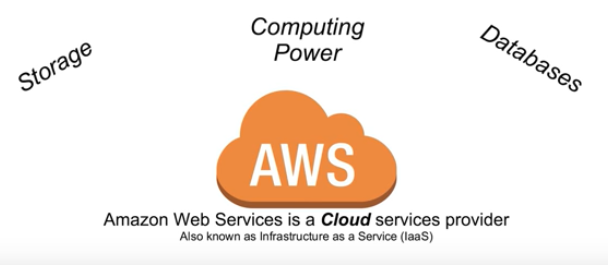 Storage
Computing
Power
Databases
AWS
Amazon Web Services is a Cloud services provider
Also known as Infrastructure as a Service (IaaS)